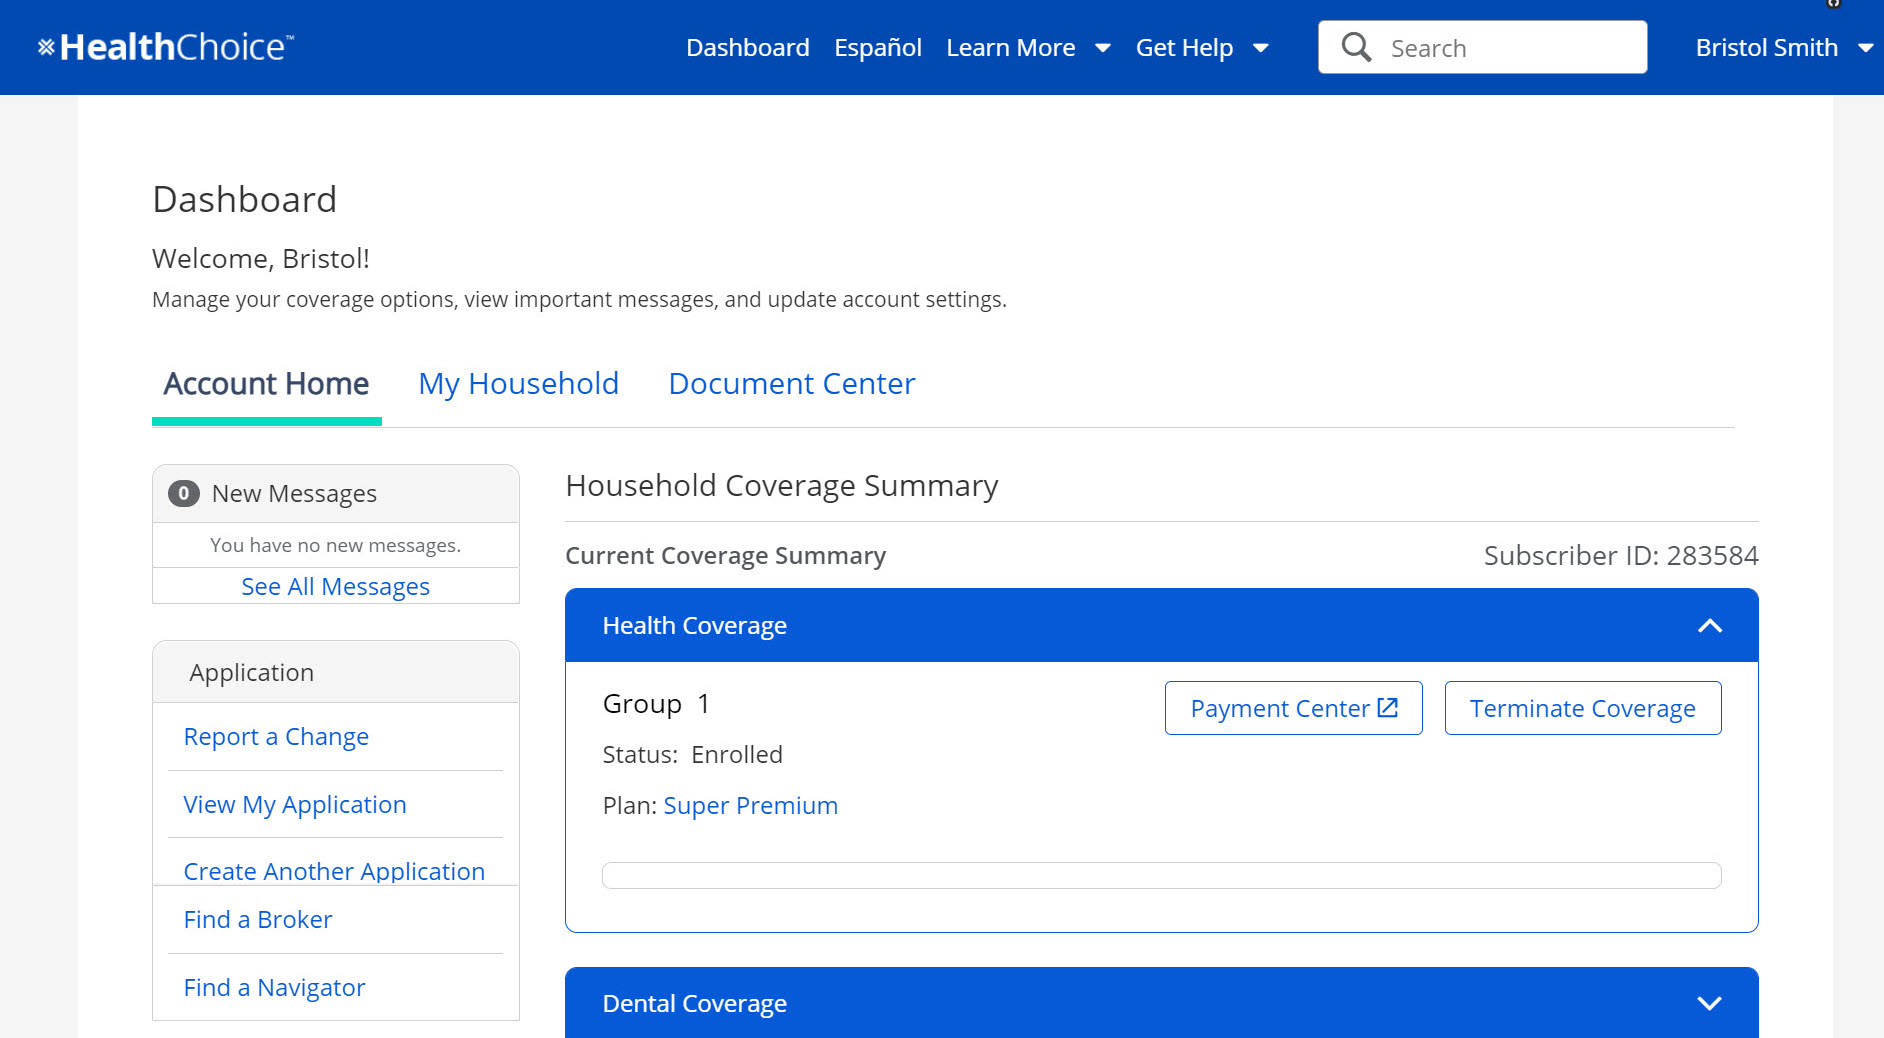 HealthChoice™
Dashboard Español Learn More Get Help Search Bristol Smith
Dashboard
Welcome, Bristol!
Manage your coverage options, view important messages, and update account settings.
Account Home My Household Document Center
0 New Messages
You have no new messages.
See All Messages
Application
Report a Change
View My Application
Create Another Application
Find a Broker
Find a Navigator
Household Coverage Summary
Current Coverage Summary Subscriber ID: 283584
Health Coverage
Group 1 Payment Center Terminate Coverage
Status: Enrolled
Plan: Super Premium
Dental Coverage